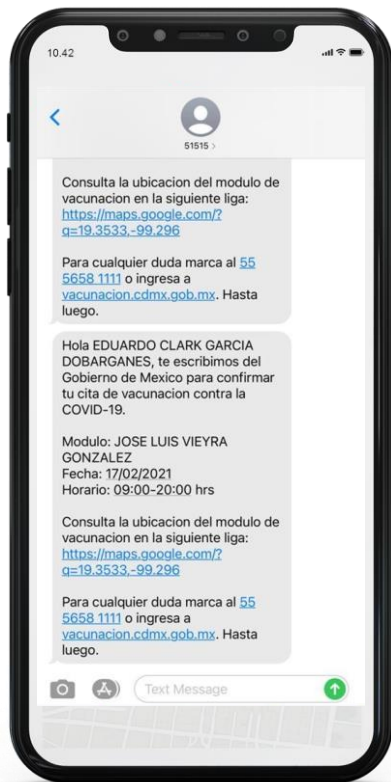 10.42
51515 >
Consulta la ubicacion del modulo de
vacunacion en la siguiente liga:
https://maps.google.com/?
q=19.3533,-99.296
Para cualquier duda marca al 55
5658 1111 o ingresa a
vacunacion.cdmx.gob.mx. Hasta
luego.
Hola EDUARDO CLARK GARCIA
DOBARGANES, te escribimos del
Gobierno de Mexico para confirmar
tu cita de vacunacion contra la
COVID-19.
Modulo: JOSE LUIS VIEYRA
GONZALEZ
Fecha: 17/02/2021
Horario: 09:00-20:00 hrs
Consulta la ubicacion del modulo de
vacunacion en la siguiente liga:
https://maps.google.com/?
q=19.3533,-99.296
Para cualquier duda marca al 55
5658 1111 o ingresa a
vacunacion.cdmx.gob.mx. Hasta
luego.
Text Message